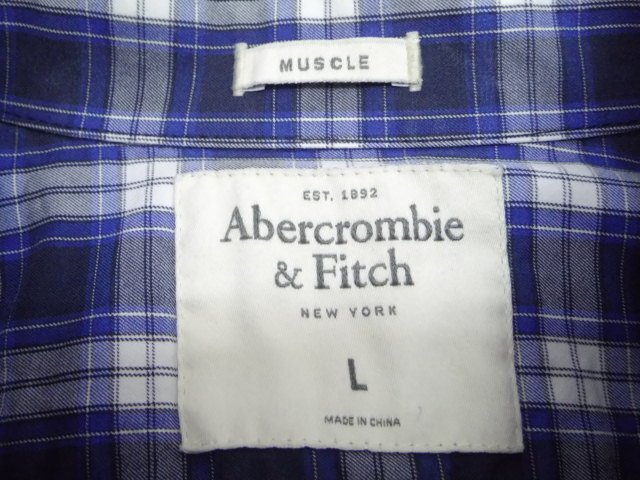 MUSCLE
EST. 1892
Abercrombie
& Fitch
NEW YORK
L
MADE IN CHINA